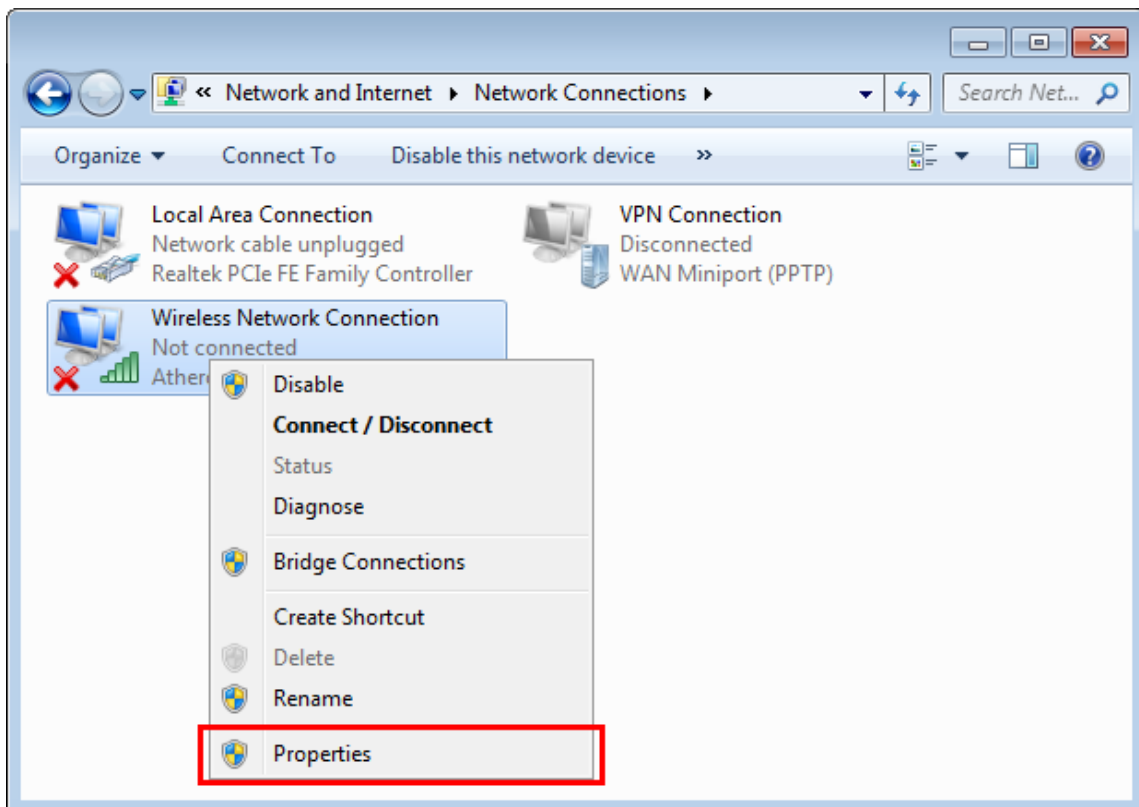 « Network and Internet ▸ Network Connections ▸
Search Net...
Organize ▾ Connect To Disable this network device »
Local Area Connection
Network cable unplugged
Realtek PCIe FE Family Controller
VPN Connection
Disconnected
WAN Miniport (PPTP)
Wireless Network Connection
Not connected
Disable
Connect / Disconnect
Status
Diagnose
Bridge Connections
Create Shortcut
Delete
Rename
Properties